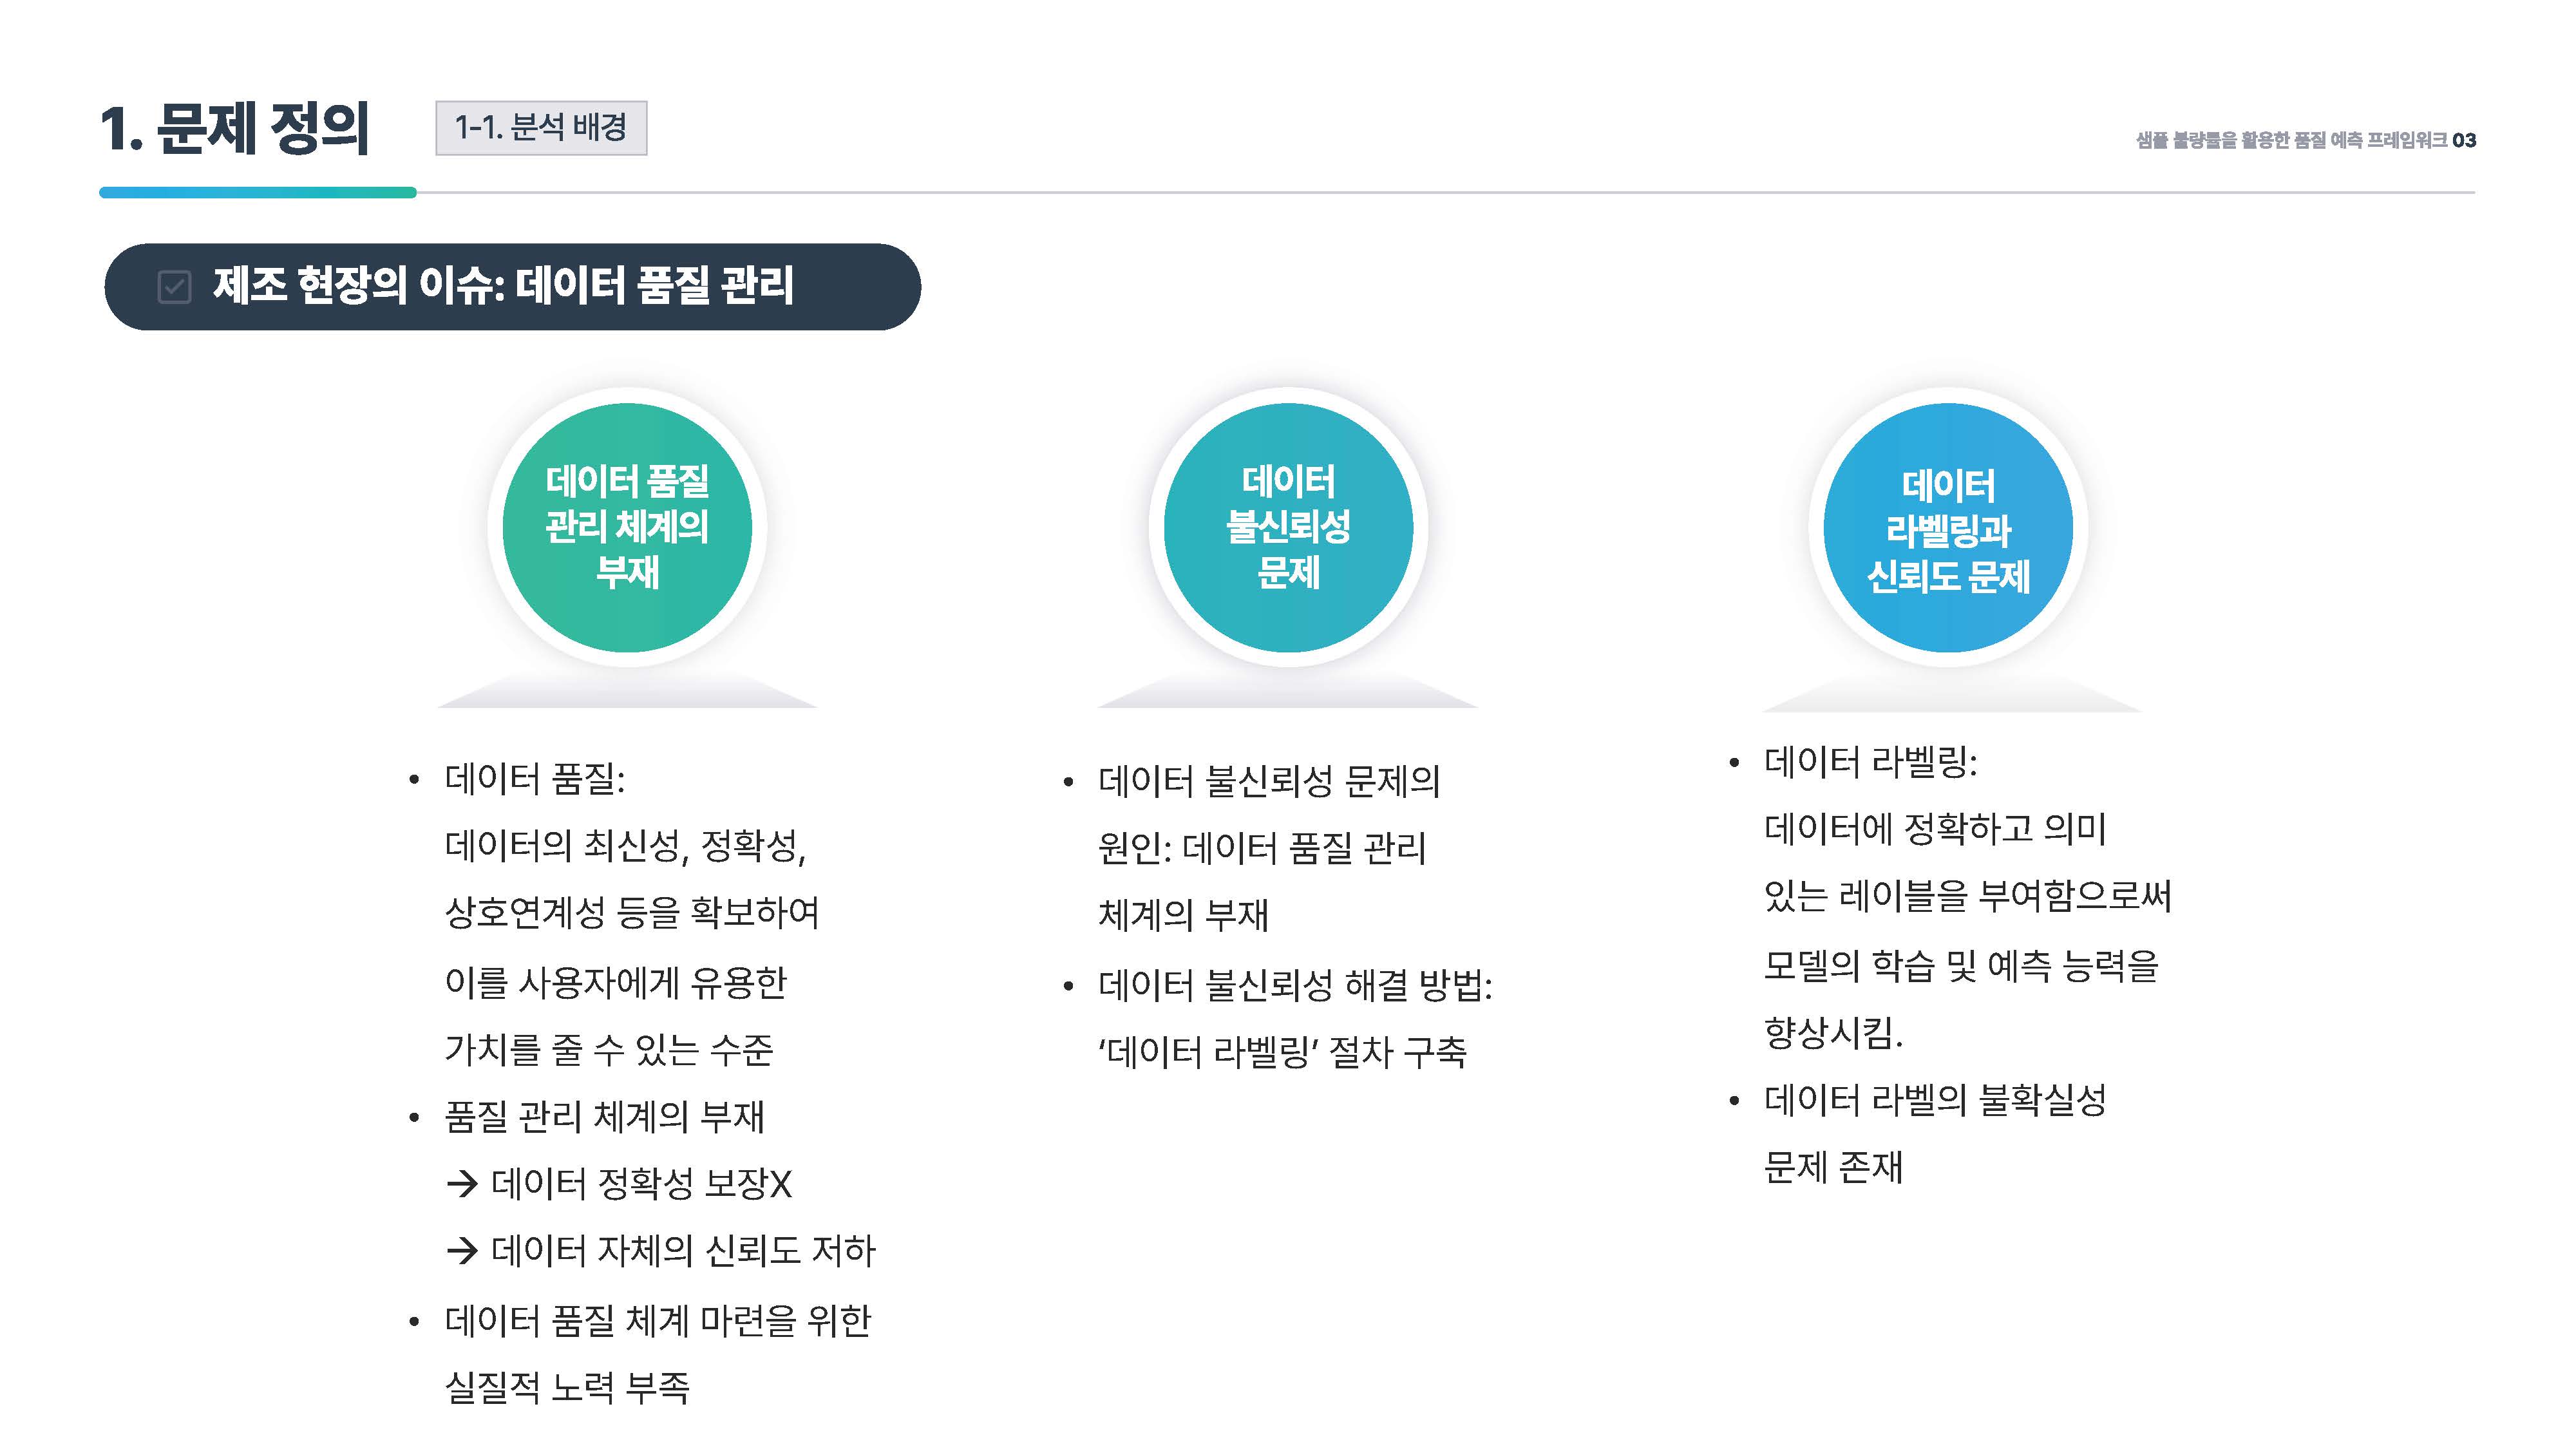 1. 문제 정의
1-1. 분석 배경
샘플 불량률을 활용한 품질 예측 프레임워크 03
제조 현장의 이슈: 데이터 품질 관리
데이터 품질
관리 체계의
부재
• 데이터 품질:
데이터의 최신성, 정확성,
상호연계성 등을 확보하여
이를 사용자에게 유용한
가치를 줄 수 있는 수준
• 품질 관리 체계의 부재
→ 데이터 정확성 보장X
→ 데이터 자체의 신뢰도 저하
• 데이터 품질 체계 마련을 위한
실질적 노력 부족
데이터
불신뢰성
문제
• 데이터 불신뢰성 문제의
원인: 데이터 품질 관리
체계의 부재
• 데이터 불신뢰성 해결 방법:
‘데이터 라벨링’ 절차 구축
데이터
라벨링과
신뢰도 문제
• 데이터 라벨링:
데이터에 정확하고 의미
있는 레이블을 부여함으로써
모델의 학습 및 예측 능력을
향상시킴.
• 데이터 라벨의 불확실성
문제 존재